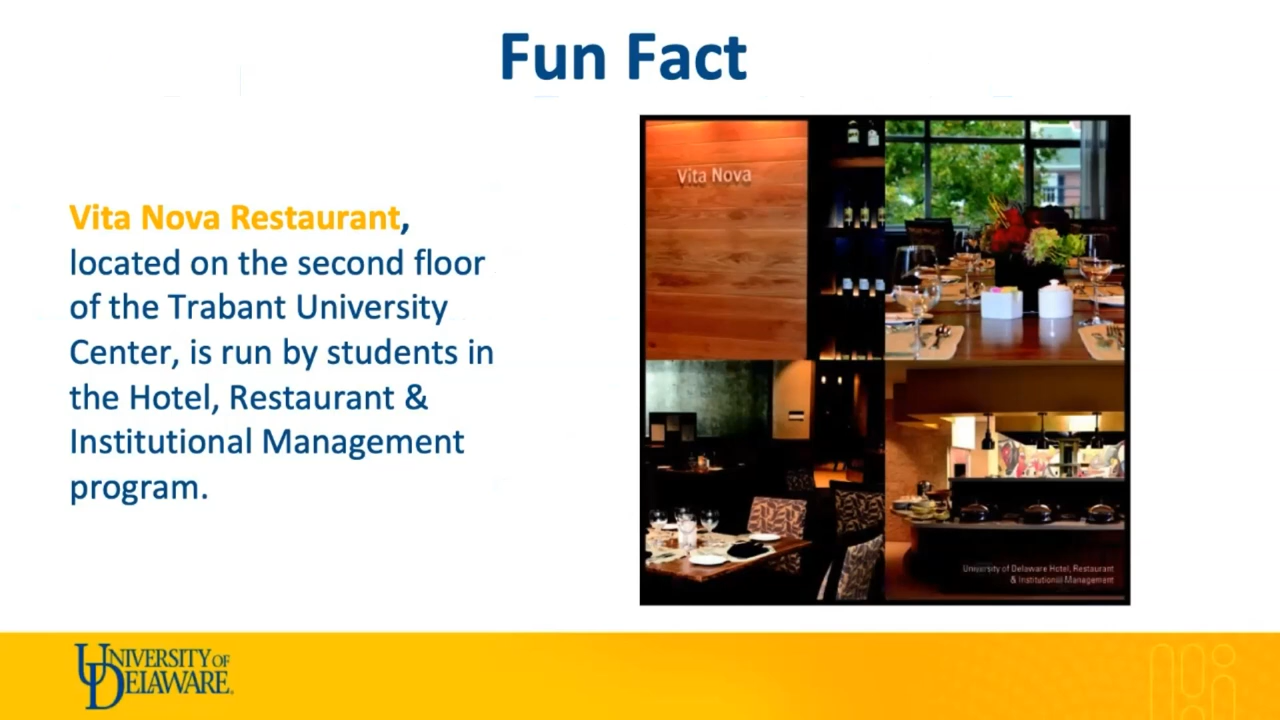 Fun Fact
Vita Nova Restaurant,
located on the second floor
of the Trabant University
Center, is run by students in
the Hotel, Restaurant &
Institutional Management
program.
Vita Nova
University of Delaware Hotel, Restaurant
& Institutional Management
UNIVERSITY OF
DELAWARE.